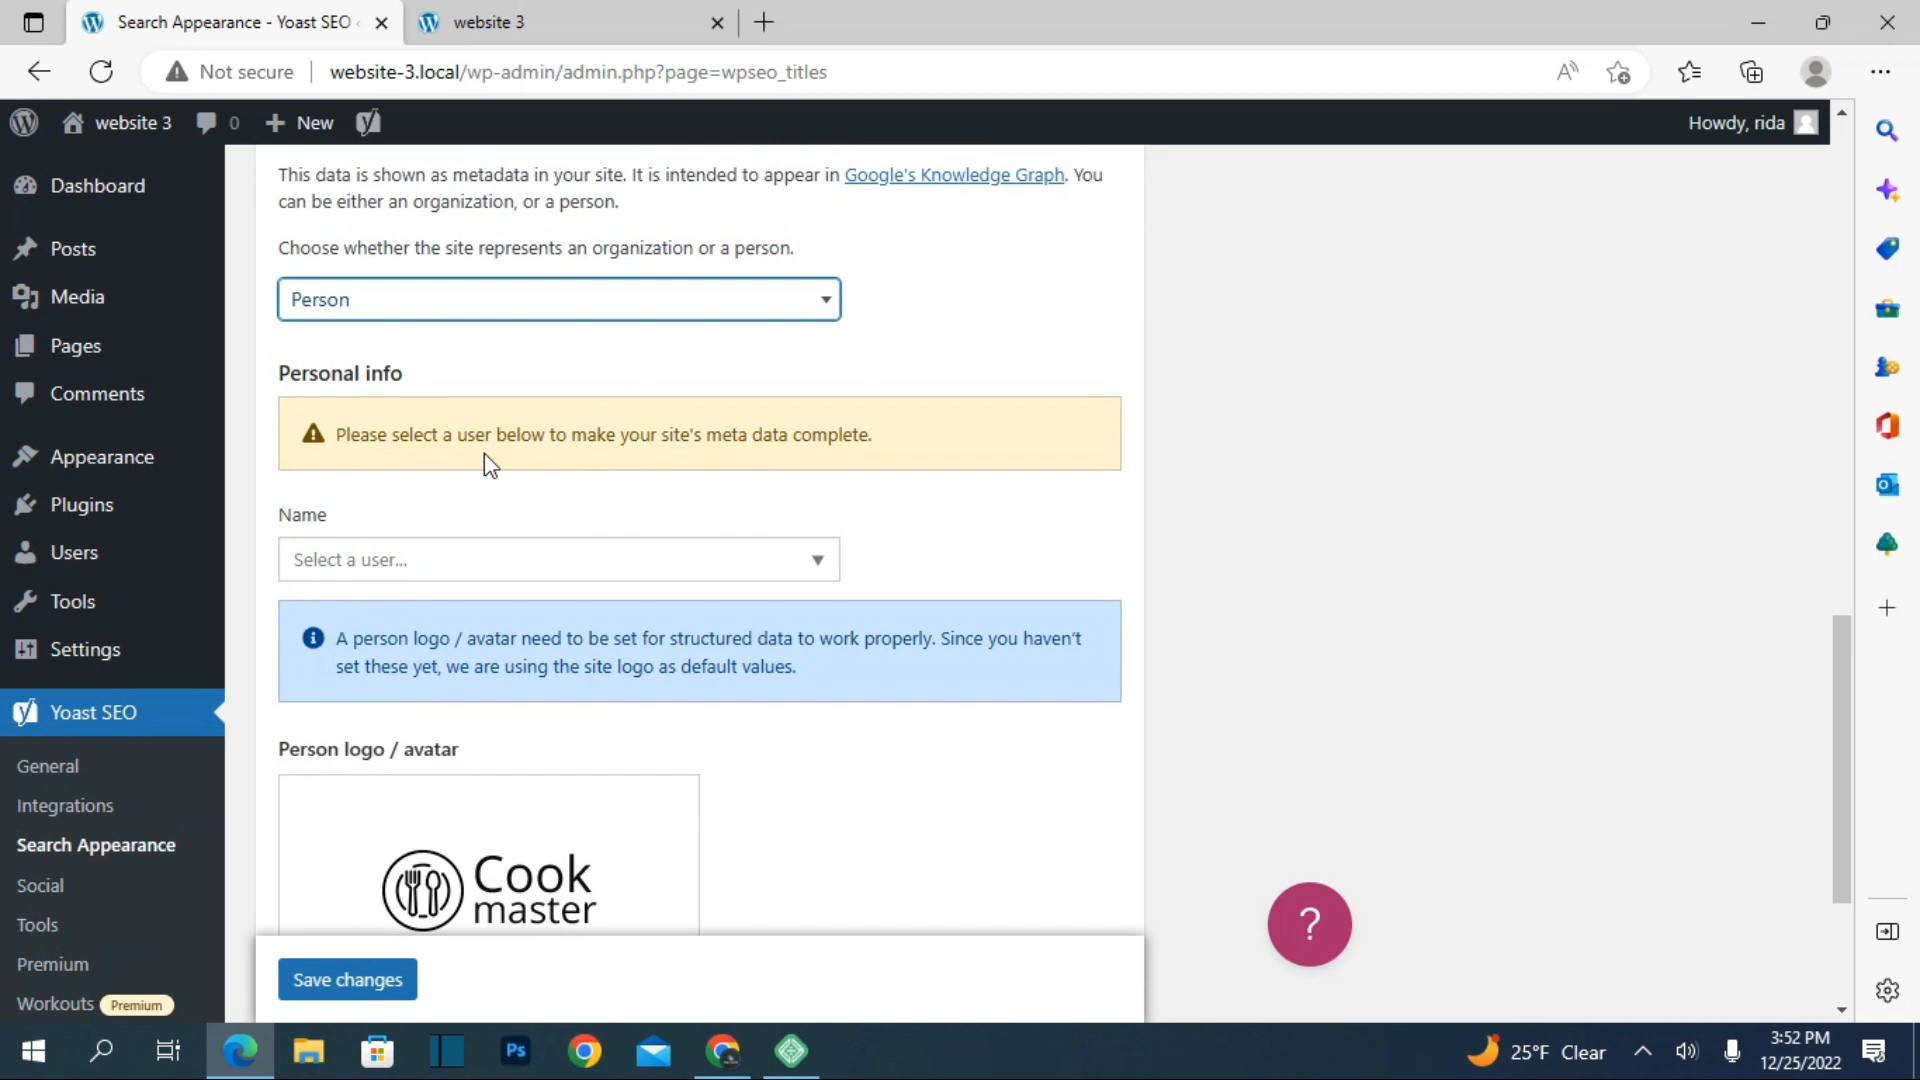 Search Appearance - Yoast SEO
website 3
Not secure
website-3.local/wp-admin/admin.php?page=wpseo_titles
website 3
0
New
Howdy, rida
Dashboard
Posts
Media
Pages
Comments
Appearance
Plugins
Users
Tools
Settings
Yoast SEO
General
Integrations
Search Appearance
Social
Tools
Premium
Workouts Premium
This data is shown as metadata in your site. It is intended to appear in Google's Knowledge Graph. You
can be either an organization, or a person.
Choose whether the site represents an organization or a person.
Person
Personal info
Please select a user below to make your site's meta data complete.
Name
Select a user...
A person logo / avatar need to be set for structured data to work properly. Since you haven't
set these yet, we are using the site logo as default values.
Person logo / avatar
Cook
master
Save changes
?
Ps
25°F Clear
3:52 PM
12/25/2022